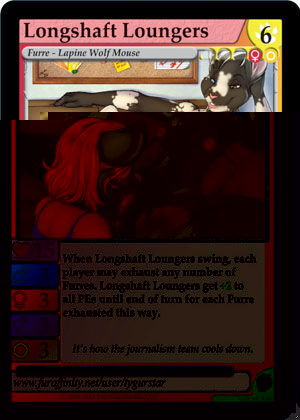 Longshaft Loungers
6
Furre - Lapine Wolf Mouse
When Longshaft Loungers swing, each
player may exhaust any number of
Furres. Longshaft Loungers get +2 to
all PEs until end of turn for each Furre
exhausted this way.
3
3
It's how the journalism team cools down.
www.furaffinity.net/user/tygurstar